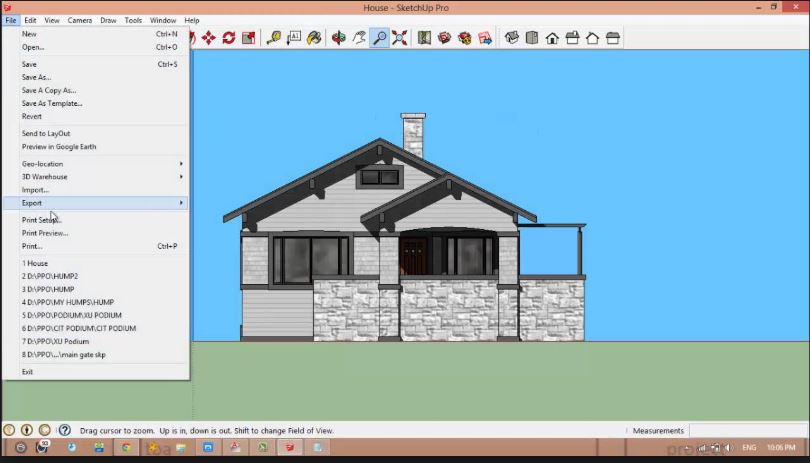 House - SketchUp Pro
File Edit View Camera Draw Tools Window Help
New Ctrl+N
Open... Ctrl+O
Save Ctrl+S
Save As...
Save A Copy As...
Save As Template...
Revert
Send to LayOut
Preview in Google Earth
Geo-location
3D Warehouse
Import...
Export
Print Setup...
Print Preview...
Print... Ctrl+P
1 House
2 D:\PPO\HUMP2
3 D:\PPO\HUMP
4 D:\PPO\MY HUMPS\HUMP
5 D:\PPO\PODIUM\XU PODIUM
6 D:\PPO\CIT PODIUM\CIT PODIUM
7 D:\PPO\XU Podium
8 D:\PPO\...\main gate skp
Exit
Drag cursor to zoom. Up is in, down is out. Shift to change Field of View. Measurements
93
ENG 10:06 PM